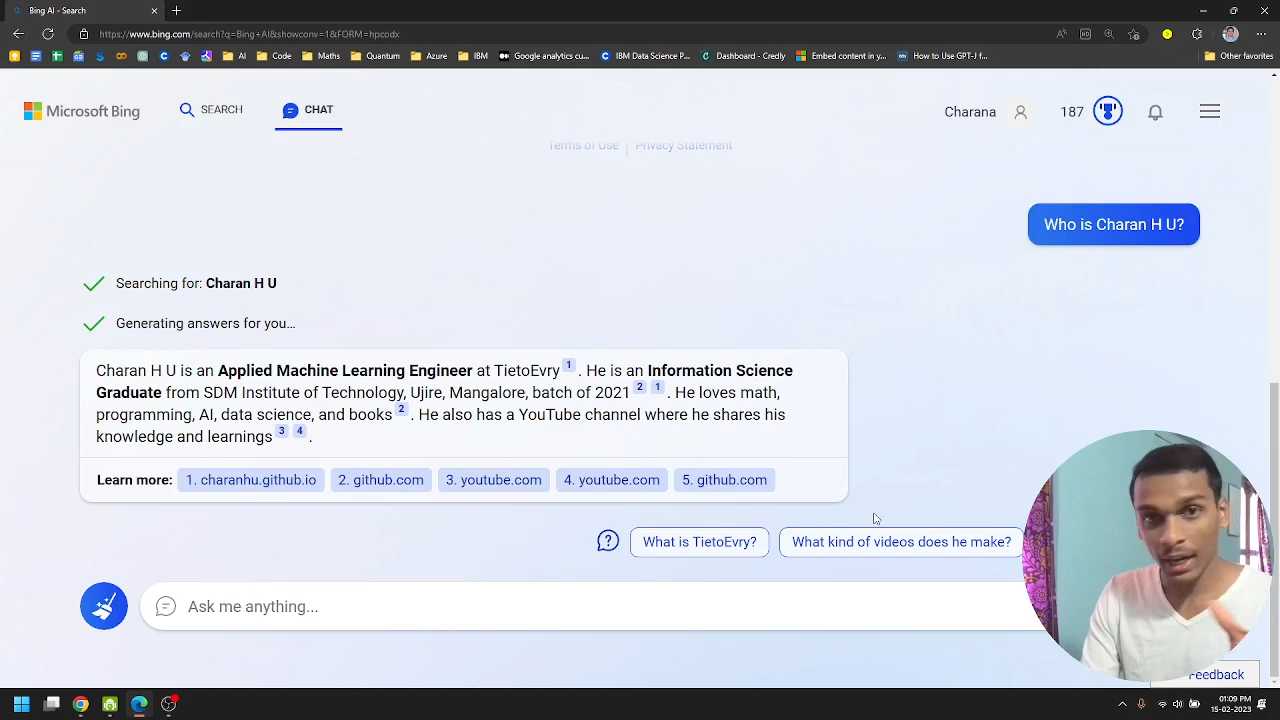 Bing AI - Search
https://www.bing.com/search?q=Bing+AI&showconv=1&FORM=hpcodx
AI
Code
Maths
Quantum
Azure
IBM
Google analytics cu...
IBM Data Science P...
Dashboard - Credly
Embed content in y...
How to Use GPT-J f...
Other favorites
Microsoft Bing
SEARCH
CHAT
Charana
187
Terms of Use | Privacy Statement
Who is Charan H U?
Searching for: Charan H U
Generating answers for you...
Charan H U is an Applied Machine Learning Engineer at TietoEvry 1 . He is an Information Science
Graduate from SDM Institute of Technology, Ujire, Mangalore, batch of 2021 2 1 . He loves math,
programming, AI, data science, and books 2 . He also has a YouTube channel where he shares his
knowledge and learnings 3 4 .
Learn more: 1. charanhu.github.io 2. github.com 3. youtube.com 4. youtube.com 5. github.com
What is TietoEvry?
What kind of videos does he make?
Ask me anything...
Feedback
01:09 PM
15-02-2023